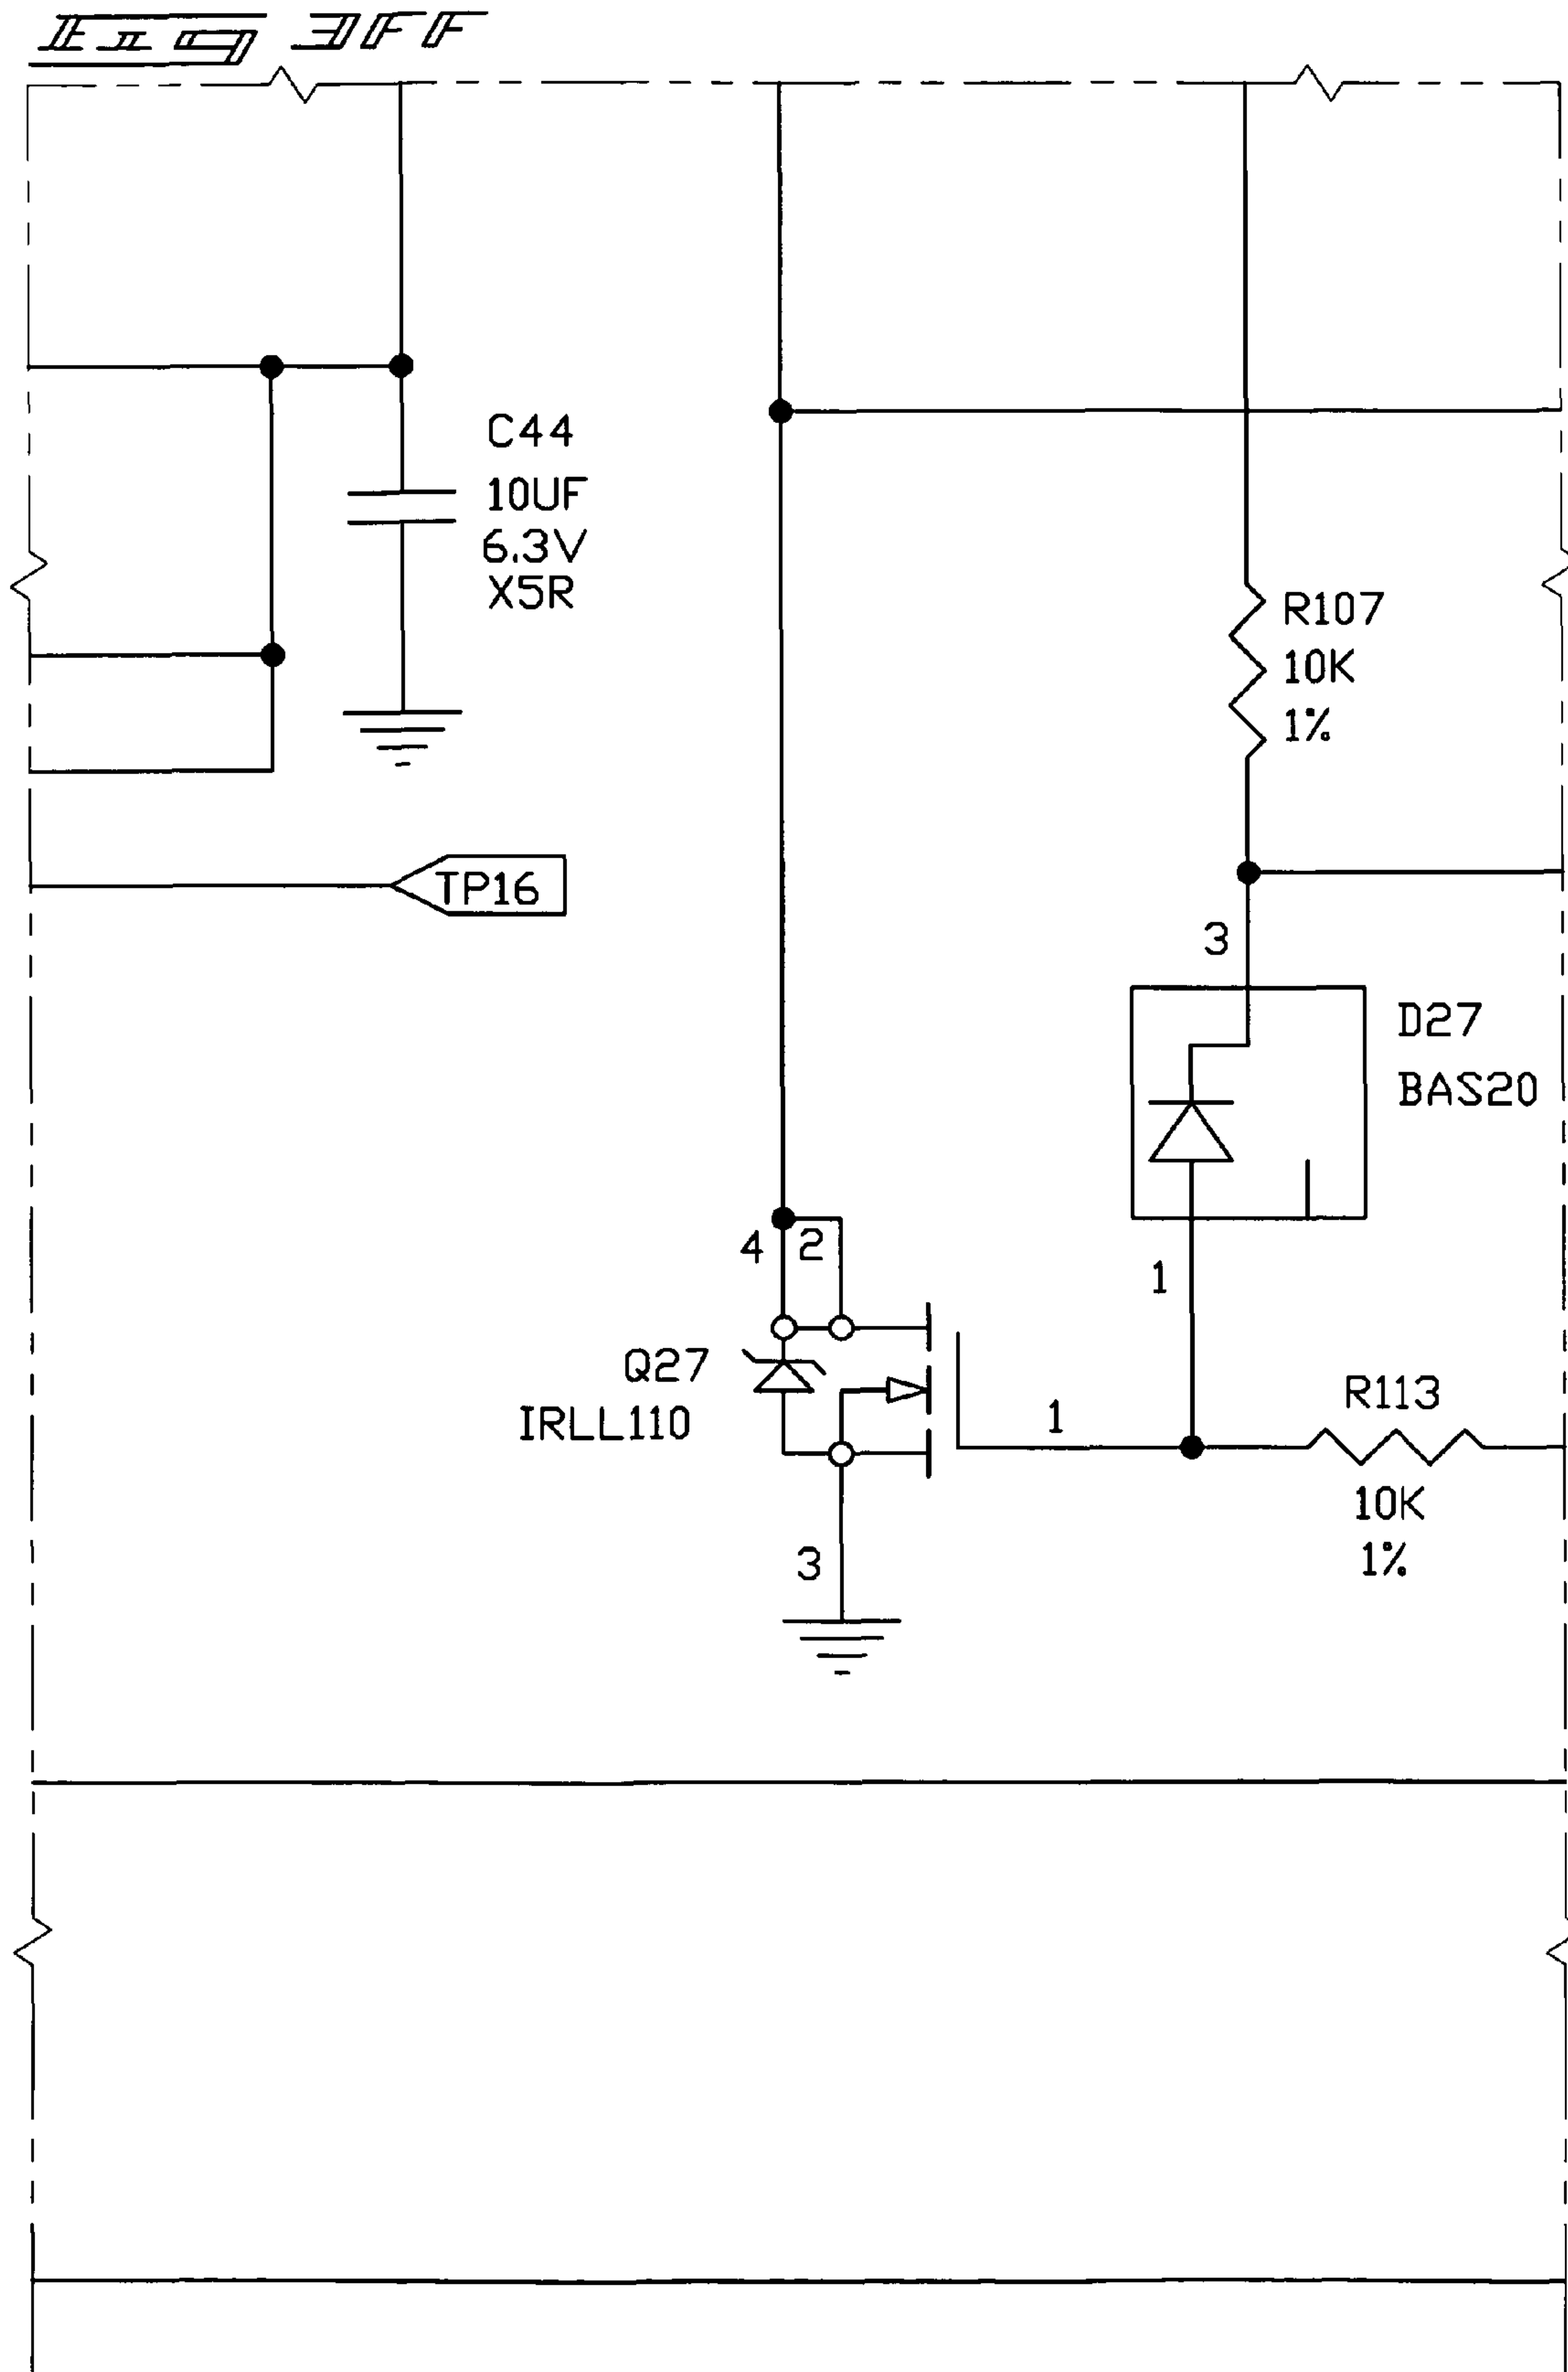 Fig 3FF
C44
10UF
6.3V
X5R
R107
10K
1%
TP16
3
D27
BAS20
4
2
1
Q27
IRLL110
1
R113
10K
1%
3